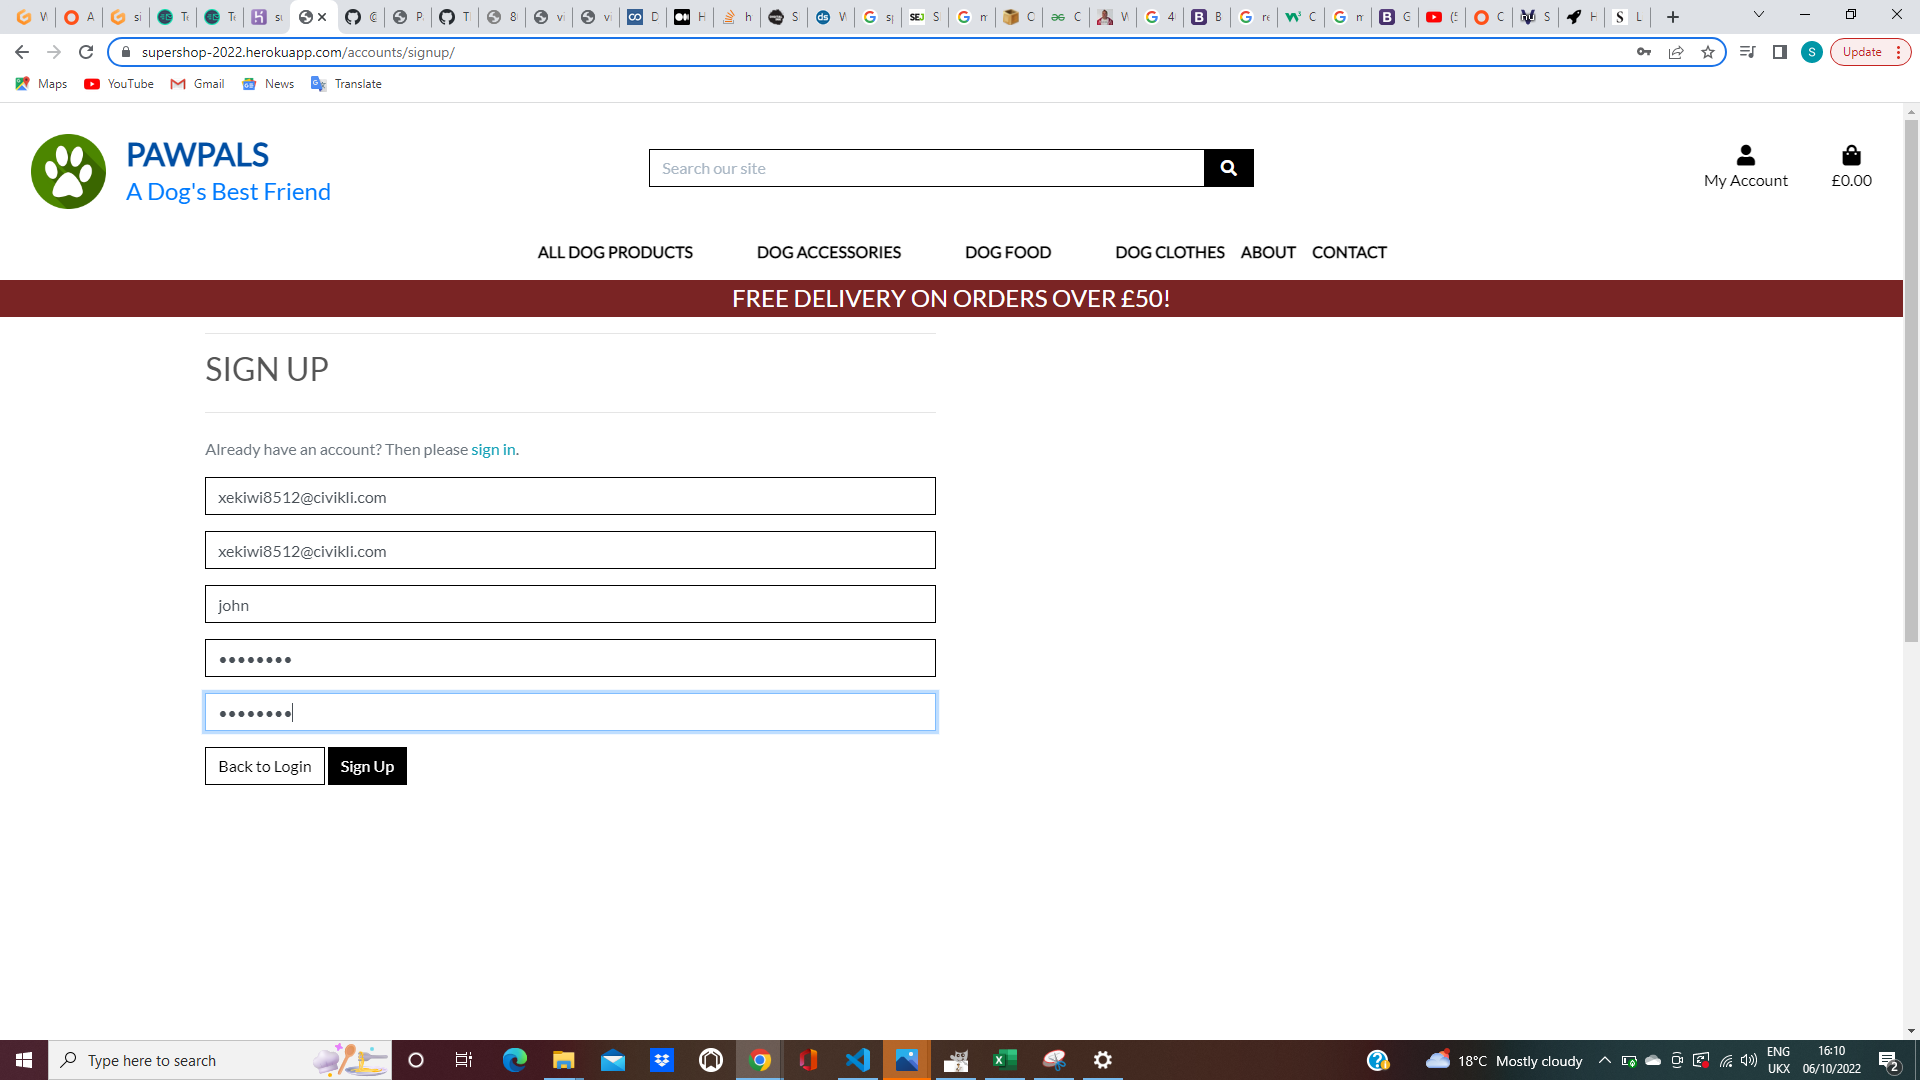 supershop-2022.herokuapp.com/accounts/signup/
Update
Maps
YouTube
Gmail
News
Translate
PAWPALS
A Dog's Best Friend
Search our site
My Account
£0.00
ALL DOG PRODUCTS
DOG ACCESSORIES
DOG FOOD
DOG CLOTHES
ABOUT
CONTACT
FREE DELIVERY ON ORDERS OVER £50!
SIGN UP
Already have an account? Then please sign in.
xekiwi8512@civikli.com
xekiwi8512@civikli.com
john
Back to Login
Sign Up
Type here to search
18°C Mostly cloudy
ENG
UKX
16:10
06/10/2022
2